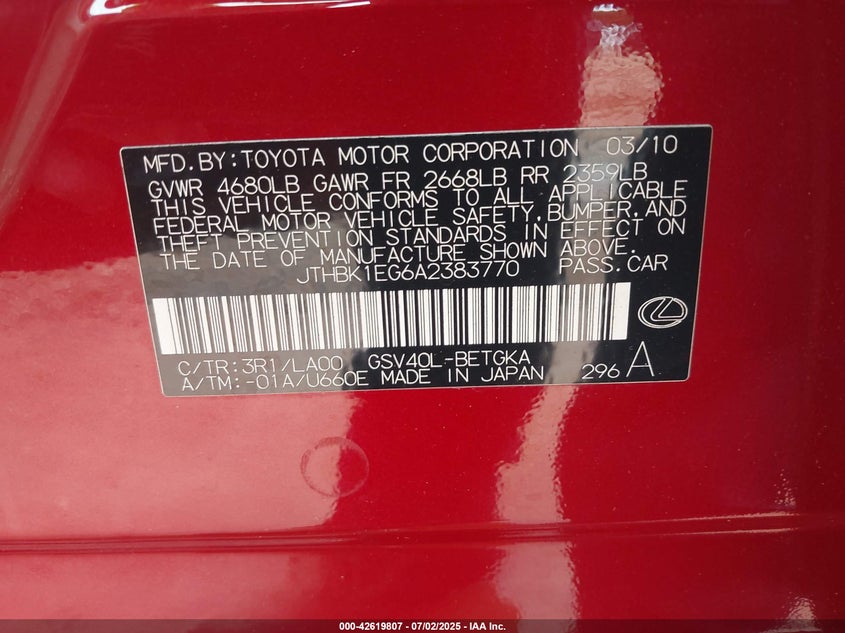 MFD.BY:TOYOTA MOTOR CORPORATION 03/10
GVWR 4680LB GAWR FR 2668LB RR 2359LB
THIS VEHICLE CONFORMS TO ALL APPLICABLE
FEDERAL MOTOR VEHICLE SAFETY,BUMPER,AND
THEFT PREVENTION STANDARDS IN EFFECT ON
THE DATE OF MANUFACTURE SHOWN ABOVE.
JTHBK1EG6A2383770 PASS.CAR
C/TR:3R1/LA00 GSV40L-BETGKA
A/TM:-01A/U660E MADE IN JAPAN 296 A
000-42619807 - 07/02/2025 - IAA Inc.